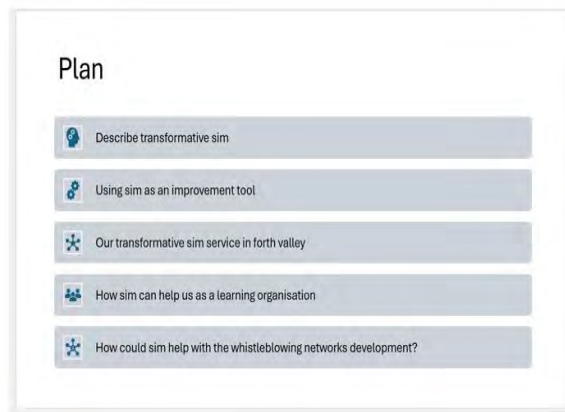 Plan
Describe transformative sim
Using sim as an improvement tool
Our transformative sim service in forth valley
How sim can help us as a learning organisation
How could sim help with the whistleblowing networks development?